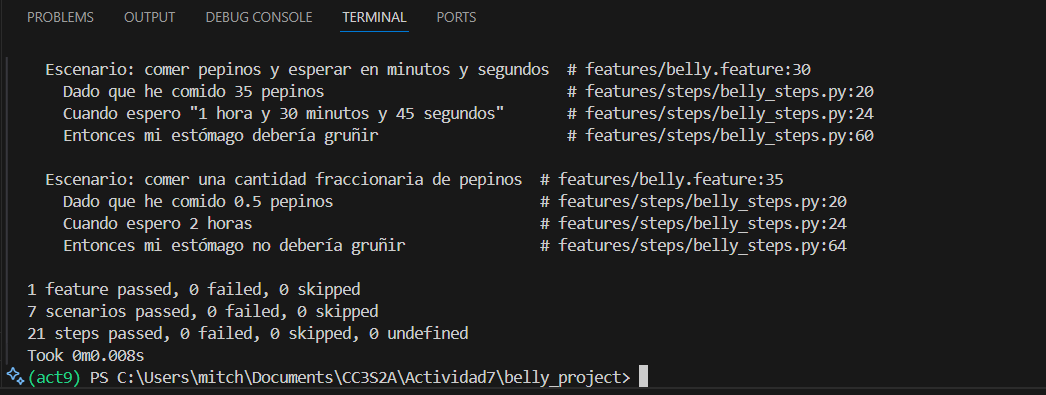 PROBLEMS OUTPUT DEBUG CONSOLE TERMINAL PORTS
Escenario: comer pepinos y esperar en minutos y segundos # features/belly.feature:30
Dado que he comido 35 pepinos # features/steps/belly_steps.py:20
Cuando espero "1 hora y 30 minutos y 45 segundos" # features/steps/belly_steps.py:24
Entonces mi estómago debería gruñir # features/steps/belly_steps.py:60
Escenario: comer una cantidad fraccionaria de pepinos # features/belly.feature:35
Dado que he comido 0.5 pepinos # features/steps/belly_steps.py:20
Cuando espero 2 horas # features/steps/belly_steps.py:24
Entonces mi estómago no debería gruñir # features/steps/belly_steps.py:64
1 feature passed, 0 failed, 0 skipped
7 scenarios passed, 0 failed, 0 skipped
21 steps passed, 0 failed, 0 skipped, 0 undefined
Took 0m0.008s
(act9) PS C:\Users\mitch\Documents\CC3S2A\Actividad7\belly_project>